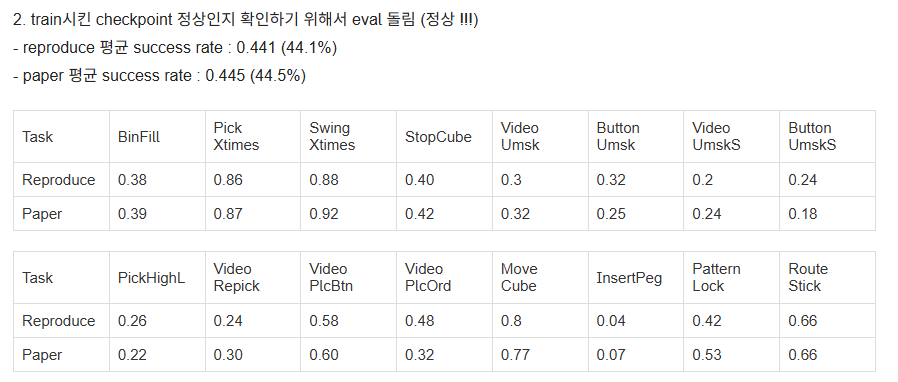 2. train시킨 checkpoint 정상인지 확인하기 위해서 eval 돌림 (정상 !!!)
- reproduce 평균 success rate : 0.441 (44.1%)
- paper 평균 success rate : 0.445 (44.5%)
Task BinFill Pick Xtimes Swing Xtimes StopCube Video Umsk Button Umsk Video UmskS Button UmskS
Reproduce 0.38 0.86 0.88 0.40 0.3 0.32 0.2 0.24
Paper 0.39 0.87 0.92 0.42 0.32 0.25 0.24 0.18
Task PickHighL Video Repick Video PlcBtn Video PlcOrd Move Cube InsertPeg Pattern Lock Route Stick
Reproduce 0.26 0.24 0.58 0.48 0.8 0.04 0.42 0.66
Paper 0.22 0.30 0.60 0.32 0.77 0.07 0.53 0.66